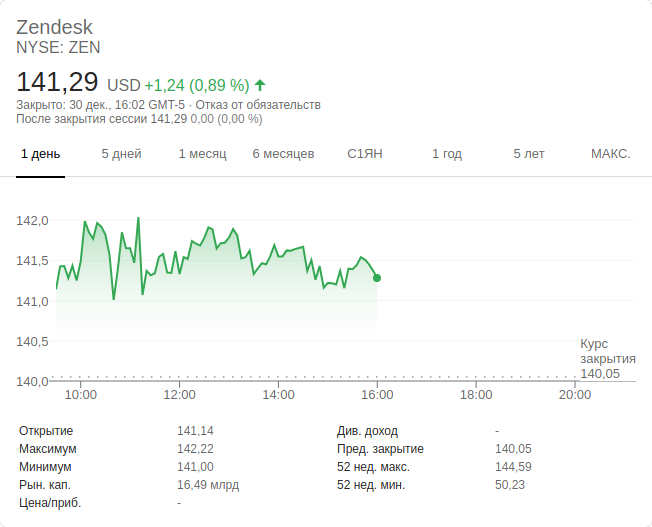 Zendesk
NYSE: ZEN
141,29 USD +1,24 (0,89 %)
Закрыто: 30 дек., 16:02 GMT-5 · Отказ от обязательств
После закрытия сессии 141,29 0,00 (0,00 %)
1 день 5 дней 1 месяц 6 месяцев С1ЯН 1 год 5 лет МАКС.
142,0
141,5
141,0
140,5
140,0
Курс
закрытия
140,05
10:00 12:00 14:00 16:00 18:00 20:00
Открытие 141,14 Див. доход -
Максимум 142,22 Пред. закрытие 140,05
Минимум 141,00 52 нед. макс. 144,59
Рын. кап. 16,49 млрд 52 нед. мин. 50,23
Цена/приб. -